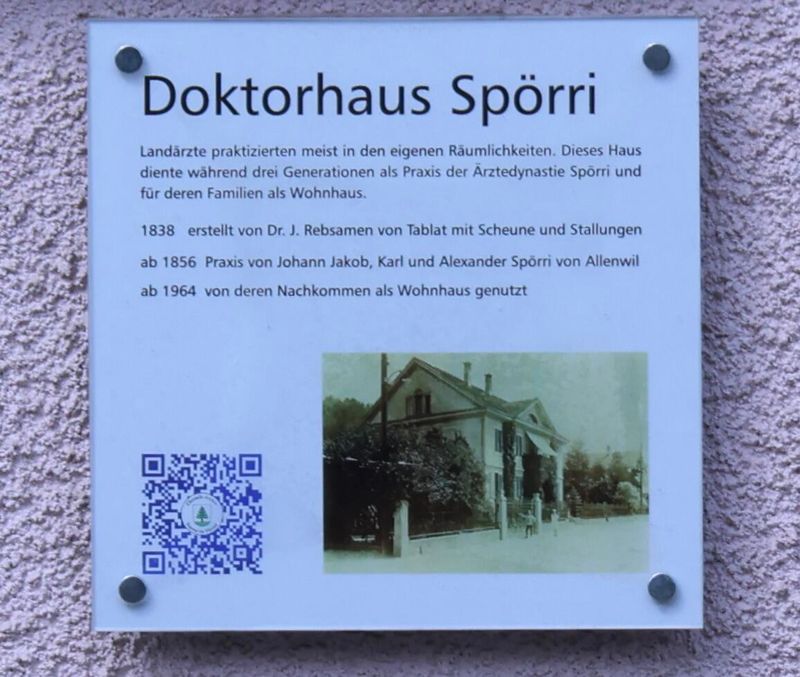 Doktorhaus Spörri
Landärzte praktizierten meist in den eigenen Räumlichkeiten. Dieses Haus
diente während drei Generationen als Praxis der Ärztedynastie Spörri und
für deren Familien als Wohnhaus.
1838 erstellt von Dr. J. Rebsamen von Tablat mit Scheune und Stallungen
ab 1856 Praxis von Johann Jakob, Karl und Alexander Spörri von Allenwil
ab 1964 von deren Nachkommen als Wohnhaus genutzt